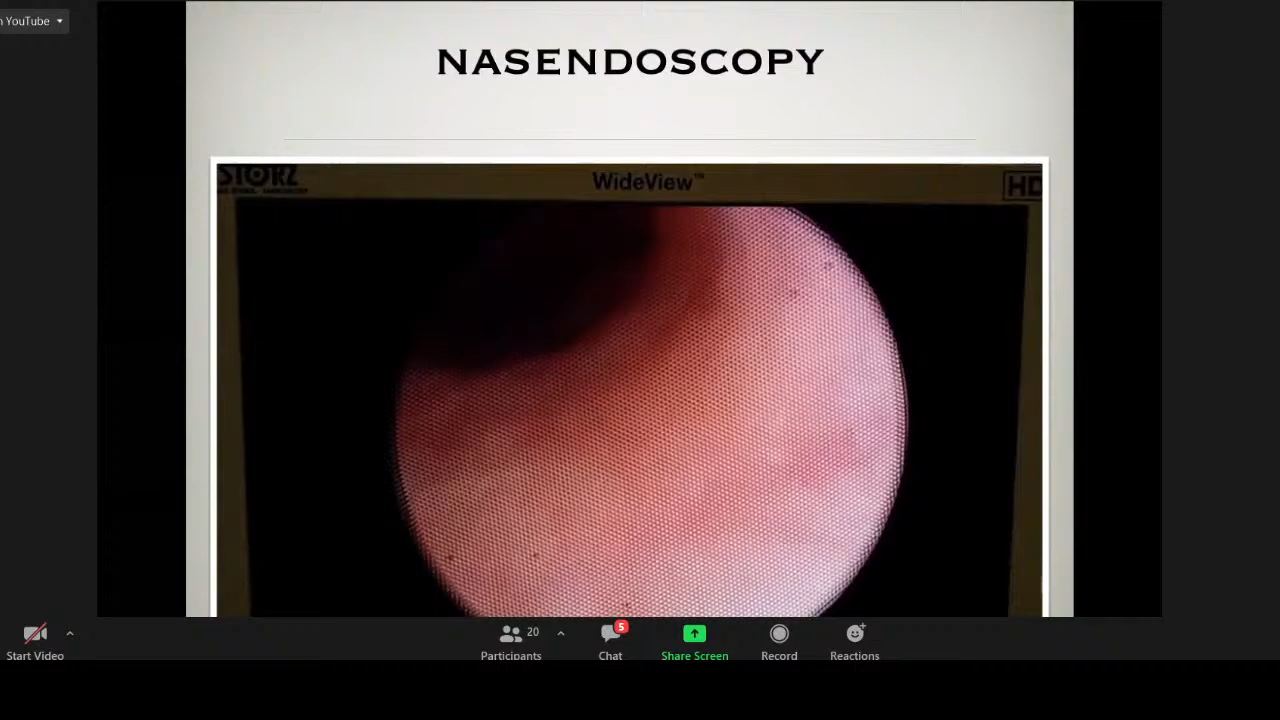 n YouTube
NASENDOSCOPY
STORZ
WideView™
HD
20
5
Start Video
Participants
Chat
Share Screen
Record
Reactions